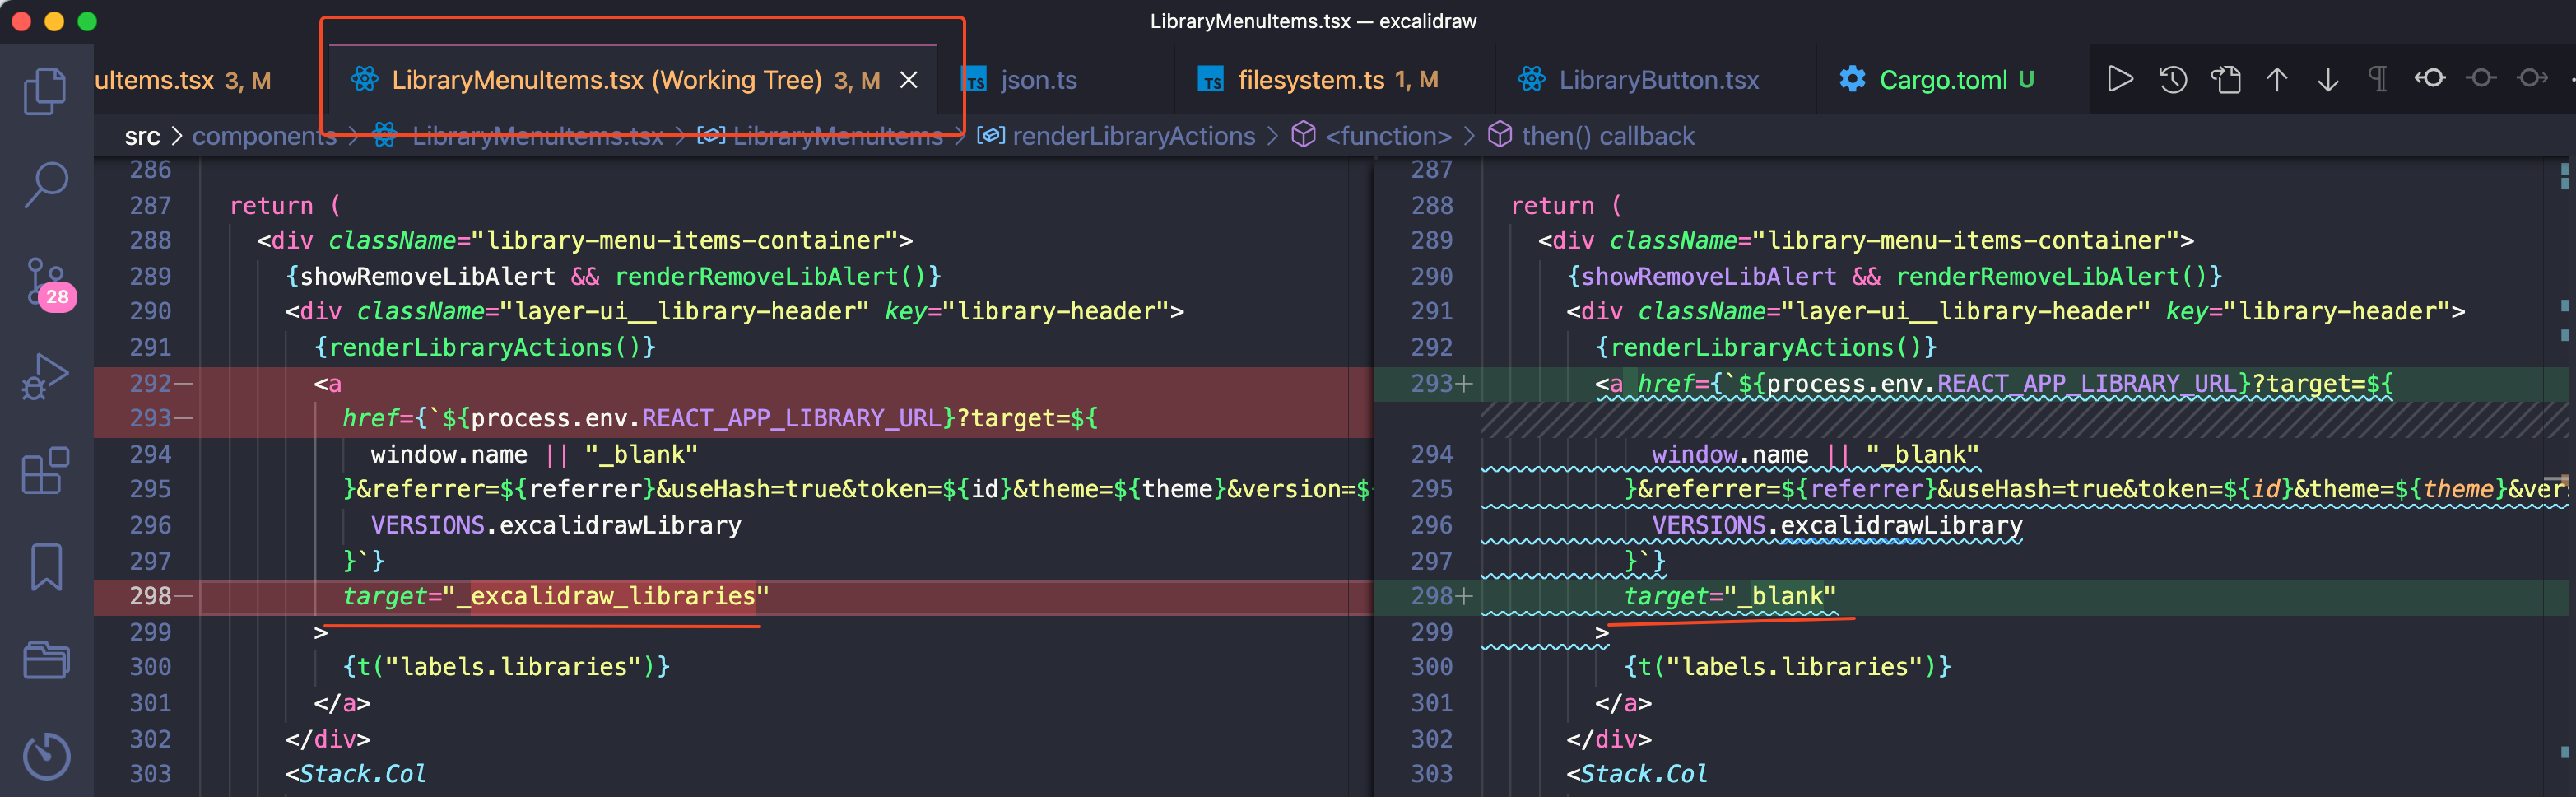 LibraryMenuItems.tsx — excalidraw
uItems.tsx 3, M
LibraryMenuItems.tsx (Working Tree) 3, M
TS json.ts
TS filesystem.ts 1, M
LibraryButton.tsx
Cargo.toml U
src > components > LibraryMenuItems.tsx > LibraryMenuItems > renderLibraryActions > <function> > then() callback
28
286
287 return (
288 <div className="library-menu-items-container">
289 {showRemoveLibAlert && renderRemoveLibAlert()}
290 <div className="layer-ui__library-header" key="library-header">
291 {renderLibraryActions()}
292— <a
293— href={`${process.env.REACT_APP_LIBRARY_URL}?target=${
294 window.name || "_blank"
295 }&referrer=${referrer}&useHash=true&token=${id}&theme=${theme}&version=$
296 VERSIONS.excalidrawLibrary
297 }`}
298— target="_excalidraw_libraries"
299 >
300 {t("labels.libraries")}
301 </a>
302 </div>
303 <Stack.Col
287
288 return (
289 <div className="library-menu-items-container">
290 {showRemoveLibAlert && renderRemoveLibAlert()}
291 <div className="layer-ui__library-header" key="library-header">
292 {renderLibraryActions()}
293+ <a href={`${process.env.REACT_APP_LIBRARY_URL}?target=${
294 window.name || "_blank"
295 }&referrer=${referrer}&useHash=true&token=${id}&theme=${theme}&ver
296 VERSIONS.excalidrawLibrary
297 }`}
298+ target="_blank"
299 >
300 {t("labels.libraries")}
301 </a>
302 </div>
303 <Stack.Col